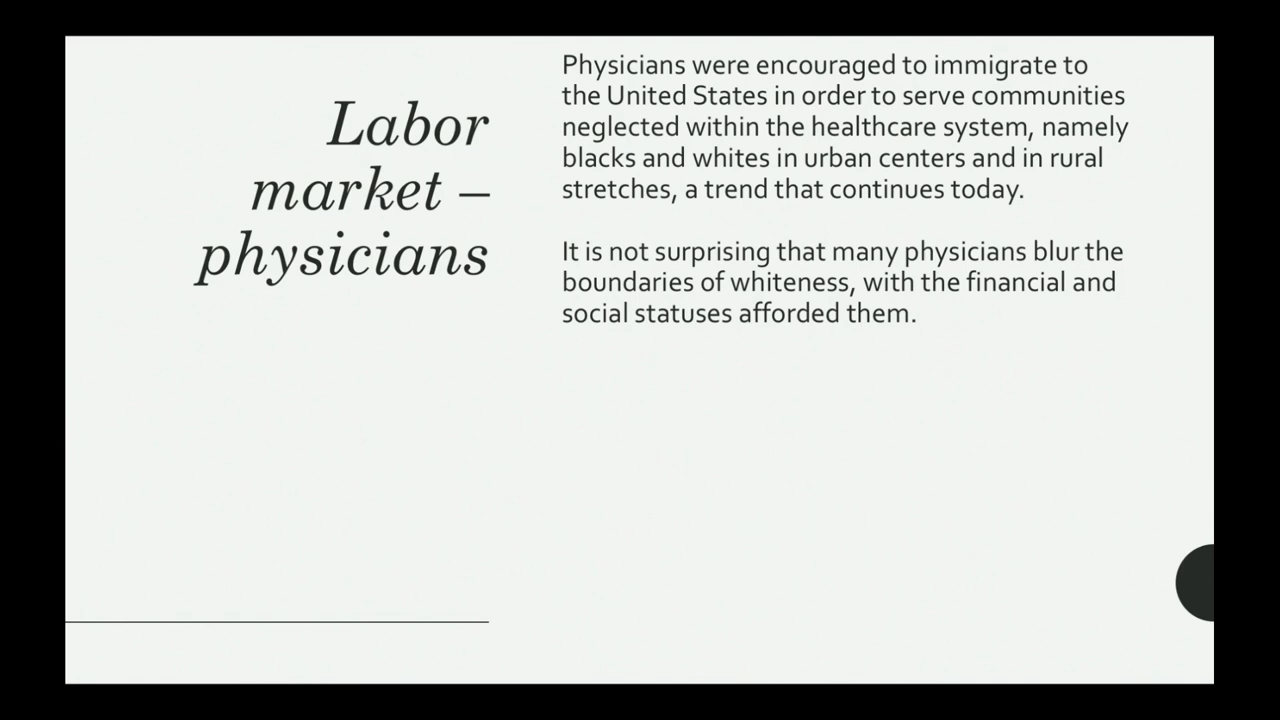 Labor
market –
physicians
Physicians were encouraged to immigrate to
the United States in order to serve communities
neglected within the healthcare system, namely
blacks and whites in urban centers and in rural
stretches, a trend that continues today.
It is not surprising that many physicians blur the
boundaries of whiteness, with the financial and
social statuses afforded them.